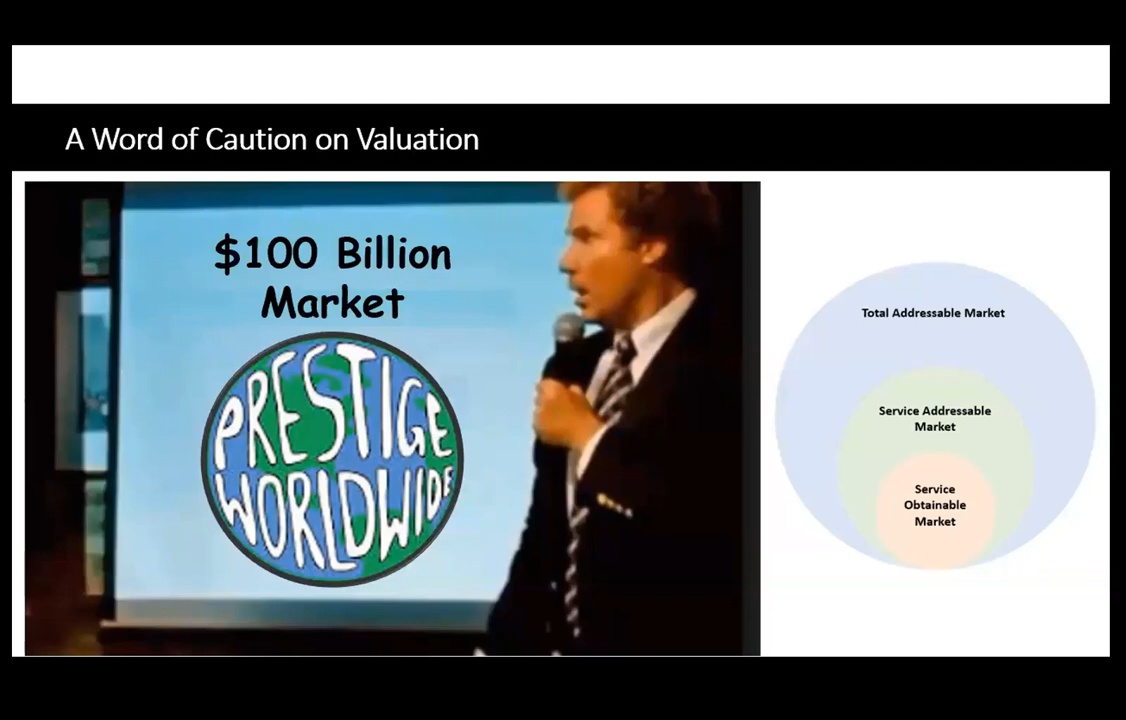 A Word of Caution on Valuation
$100 Billion
Market
PRESTIGE
WORLDWIDE
Total Addressable Market
Service Addressable
Market
Service
Obtainable
Market